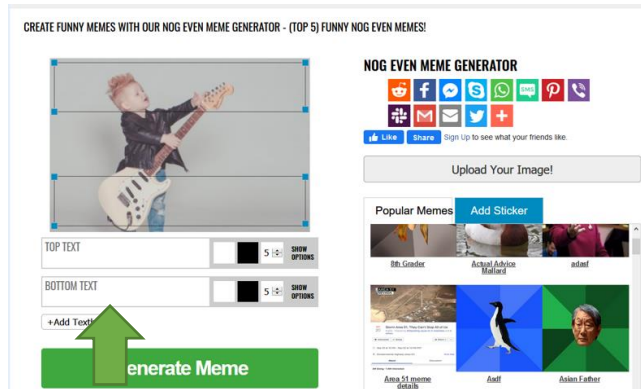 CREATE FUNNY MEMES WITH OUR NOG EVEN MEME GENERATOR - (TOP 5) FUNNY NOG EVEN MEMES!
NOG EVEN MEME GENERATOR
SMS
Like Share Sign Up to see what your friends like.
Upload Your Image!
Popular Memes Add Sticker
TOP TEXT 5 SHOW OPTIONS
BOTTOM TEXT 5 SHOW OPTIONS
+Add Text
enerate Meme
8th Grader
Actual Advice Mallard
adasf
Area 51 meme details
Aadf
Asian Father